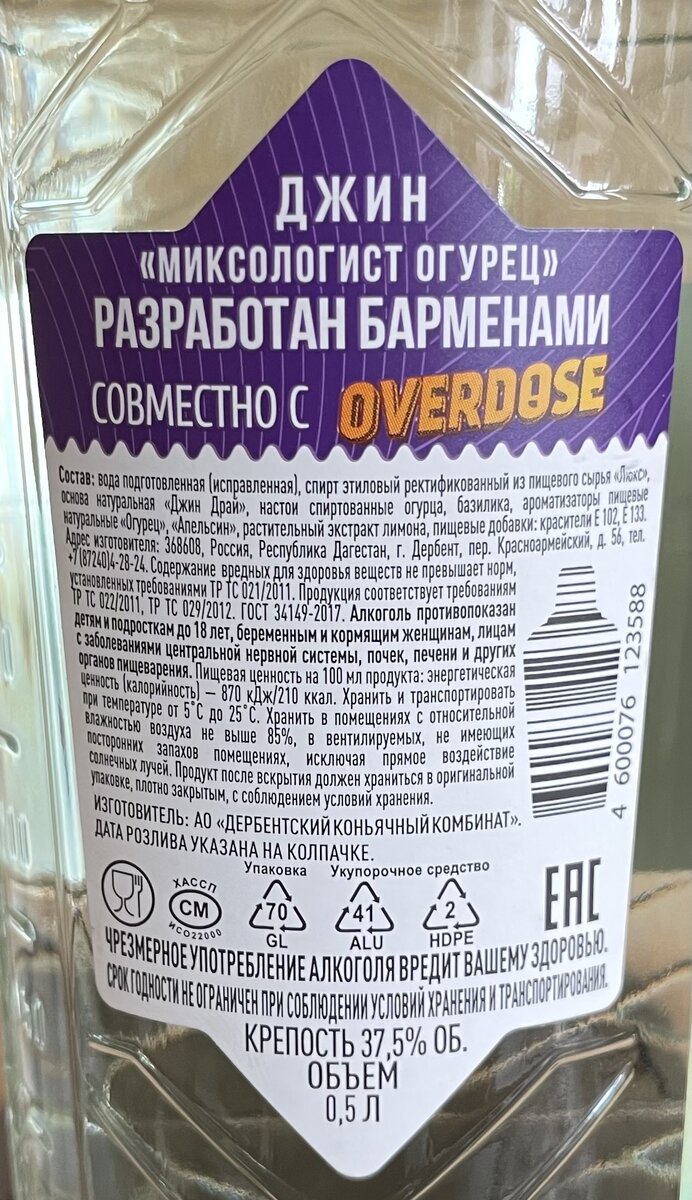 ДЖИН
«МИКСОЛОГИСТ ОГУРЕЦ»
РАЗРАБОТАН БАРМЕНАМИ
СОВМЕСТНО С OVERDOSE
Состав: вода подготовленная (исправленная), спирт этиловый ректификованный из пищевого сырья «Люкс»,
основа натуральная «Джин Драй», настои спиртованные огурца, базилика, ароматизаторы пищевые
натуральные «Огурец», «Апельсин», растительный экстракт лимона, пищевые добавки: красители Е 102, Е 133.
Адрес изготовителя: 368608, Россия, Республика Дагестан, г. Дербент, пер. Красноармейский, д. 56, тел.
+7(87240)4-28-24. Содержание вредных для здоровья веществ не превышает норм,
установленных требованиями ТР ТС 021/2011. Продукция соответствует требованиям
ТР ТС 022/2011, ТР ТС 029/2012. ГОСТ 34149-2017. Алкоголь противопоказан
детям и подросткам до 18 лет, беременным и кормящим женщинам, лицам
с заболеваниями центральной нервной системы, почек, печени и других
органов пищеварения. Пищевая ценность на 100 мл продукта: энергетическая
ценность (калорийность) – 870 кДж/210 ккал. Хранить и транспортировать
при температуре от 5˚С до 25˚С. Хранить в помещениях с относительной
влажностью воздуха не выше 85%, в вентилируемых, не имеющих
посторонних запахов помещениях, исключая прямое воздействие
солнечных лучей. Продукт после вскрытия должен храниться в оригинальной
упаковке, плотно закрытым, с соблюдением условий хранения.
4 600076 123588
ИЗГОТОВИТЕЛЬ: АО «ДЕРБЕНТСКИЙ КОНЬЯЧНЫЙ КОМБИНАТ».
ДАТА РОЗЛИВА УКАЗАНА НА КОЛПАЧКЕ.
Упаковка Укупорочное средство
ХАССП
СМ
ИСО22000
70
GL
41
ALU
2
HDPE
ЕАС
ЧРЕЗМЕРНОЕ УПОТРЕБЛЕНИЕ АЛКОГОЛЯ ВРЕДИТ ВАШЕМУ ЗДОРОВЬЮ.
СРОК ГОДНОСТИ НЕ ОГРАНИЧЕН ПРИ СОБЛЮДЕНИИ УСЛОВИЙ ХРАНЕНИЯ И ТРАНСПОРТИРОВАНИЯ.
КРЕПОСТЬ 37,5% ОБ.
ОБЪЕМ
0,5 Л